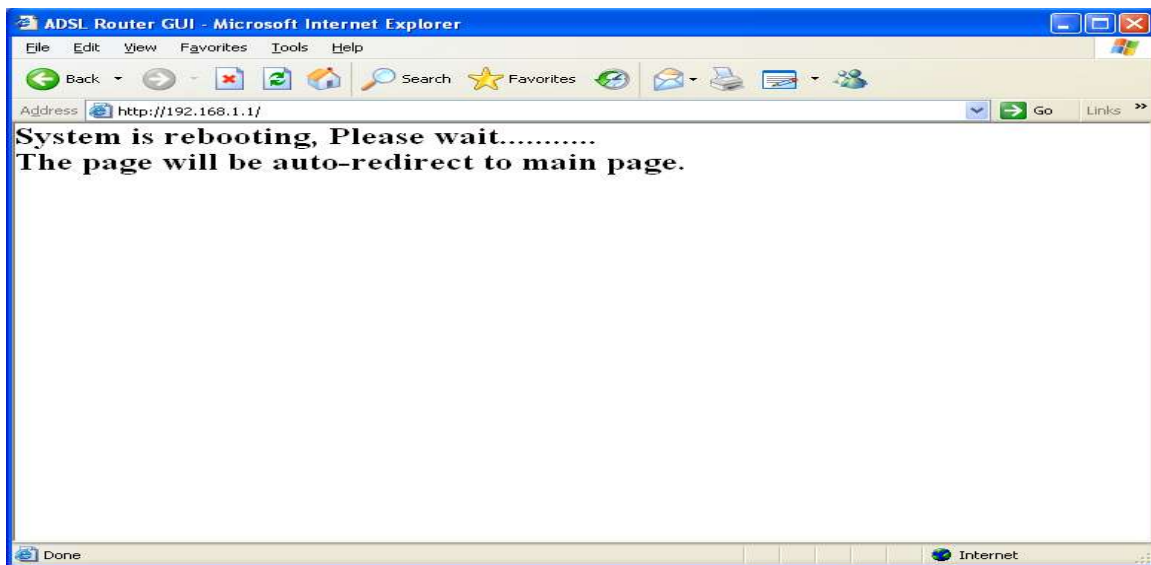 ADSL Router GUI - Microsoft Internet Explorer
File Edit View Favorites Tools Help
Back Search Favorites
Address http://192.168.1.1/ Go Links »
System is rebooting, Please wait...........
The page will be auto-redirect to main page.
Done Internet